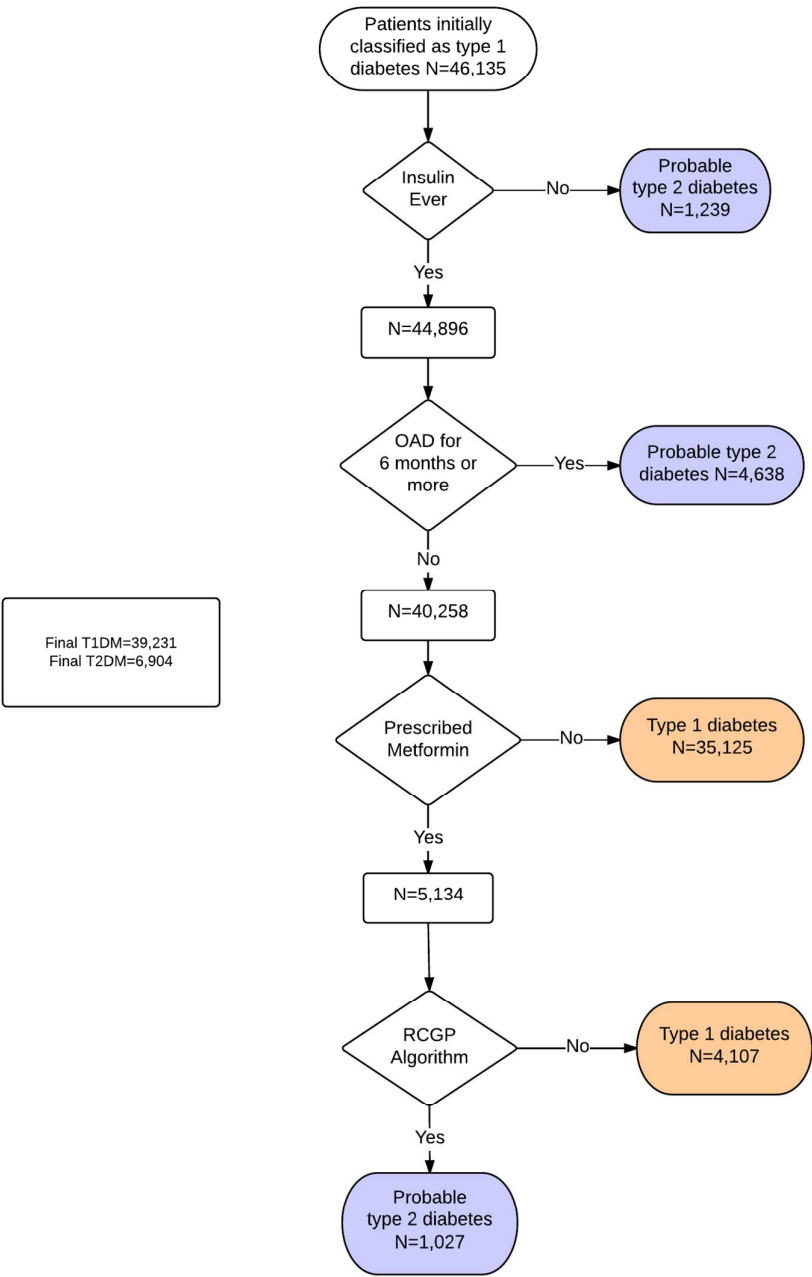 Patients initially
classified as type 1
diabetes N=46,135
Insulin
Ever
No
Probable
type 2 diabetes
N=1,239
Yes
N=44,896
OAD for
6 months or
more
Yes
Probable type 2
diabetes N=4,638
No
N=40,258
Final T1DM=39,231
Final T2DM=6,904
Prescribed
Metformin
No
Type 1 diabetes
N=35,125
Yes
N=5,134
RCGP
Algorithm
No
Type 1 diabetes
N=4,107
Yes
Probable
type 2 diabetes
N=1,027